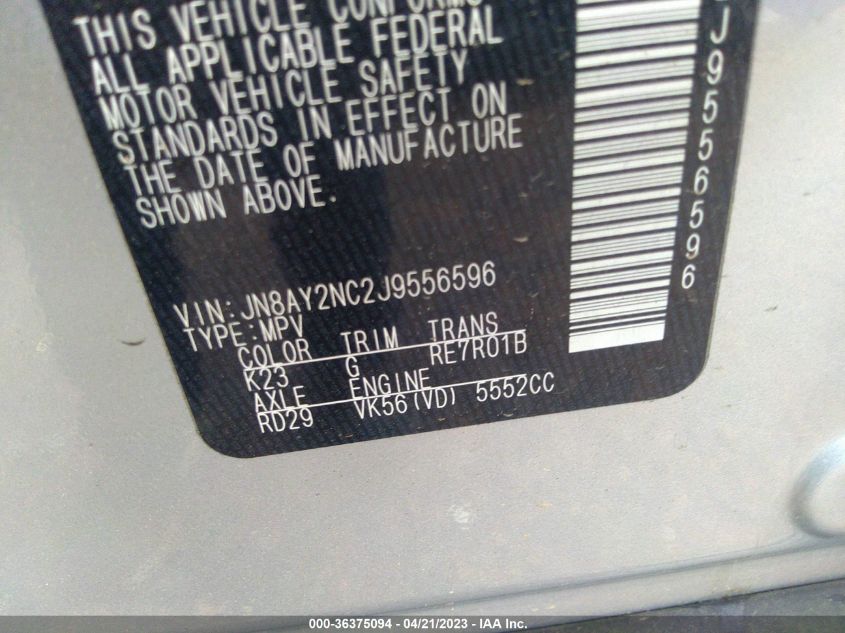 THIS VEHICLE CONFORMS
ALL APPLICABLE FEDERAL
MOTOR VEHICLE SAFETY
STANDARDS IN EFFECT ON
THE DATE OF MANUFACTURE
SHOWN ABOVE.
VIN:JN8AY2NC2J9556596
TYPE:MPV
COLOR TRIM TRANS
K23 G RE7R01B
AXLE ENGINE
RD29 VK56(VD) 5552CC
J9556596
000-36375094 - 04/21/2023 - IAA Inc.